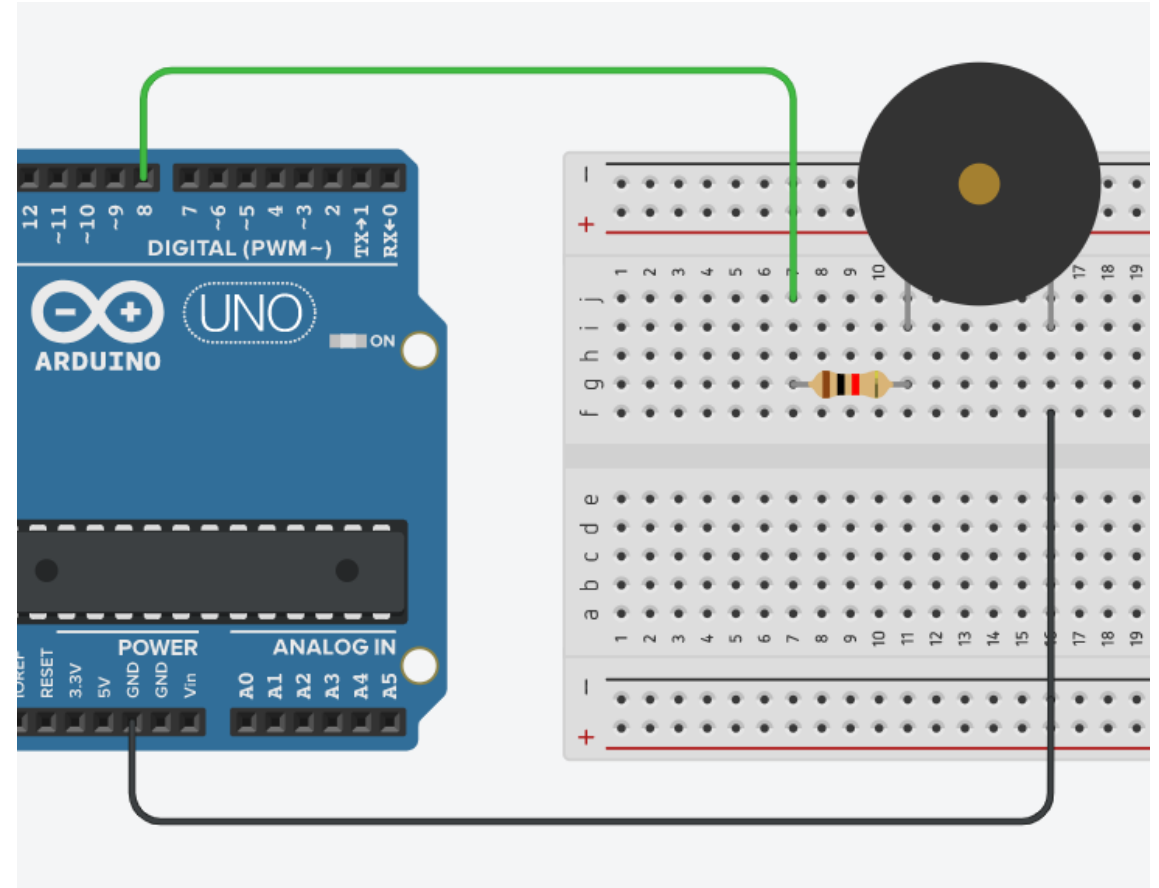 12 ~11 ~10 ~9 8 7 ~6 ~5 4 ~3 2 TX→1 RX←0
DIGITAL (PWM~)
UNO
ARDUINO
ON
POWER
ANALOG IN
RESET 3.3V 5V GND GND Vin A0 A1 A2 A3 A4 A5
−
+
1 2 3 4 5 6 7 8 9 10 17 18 19
j
i
h
g
f
e
d
c
b
a
1 2 3 4 5 6 7 8 9 10 11 12 13 14 15 16 17 18 19
−
+